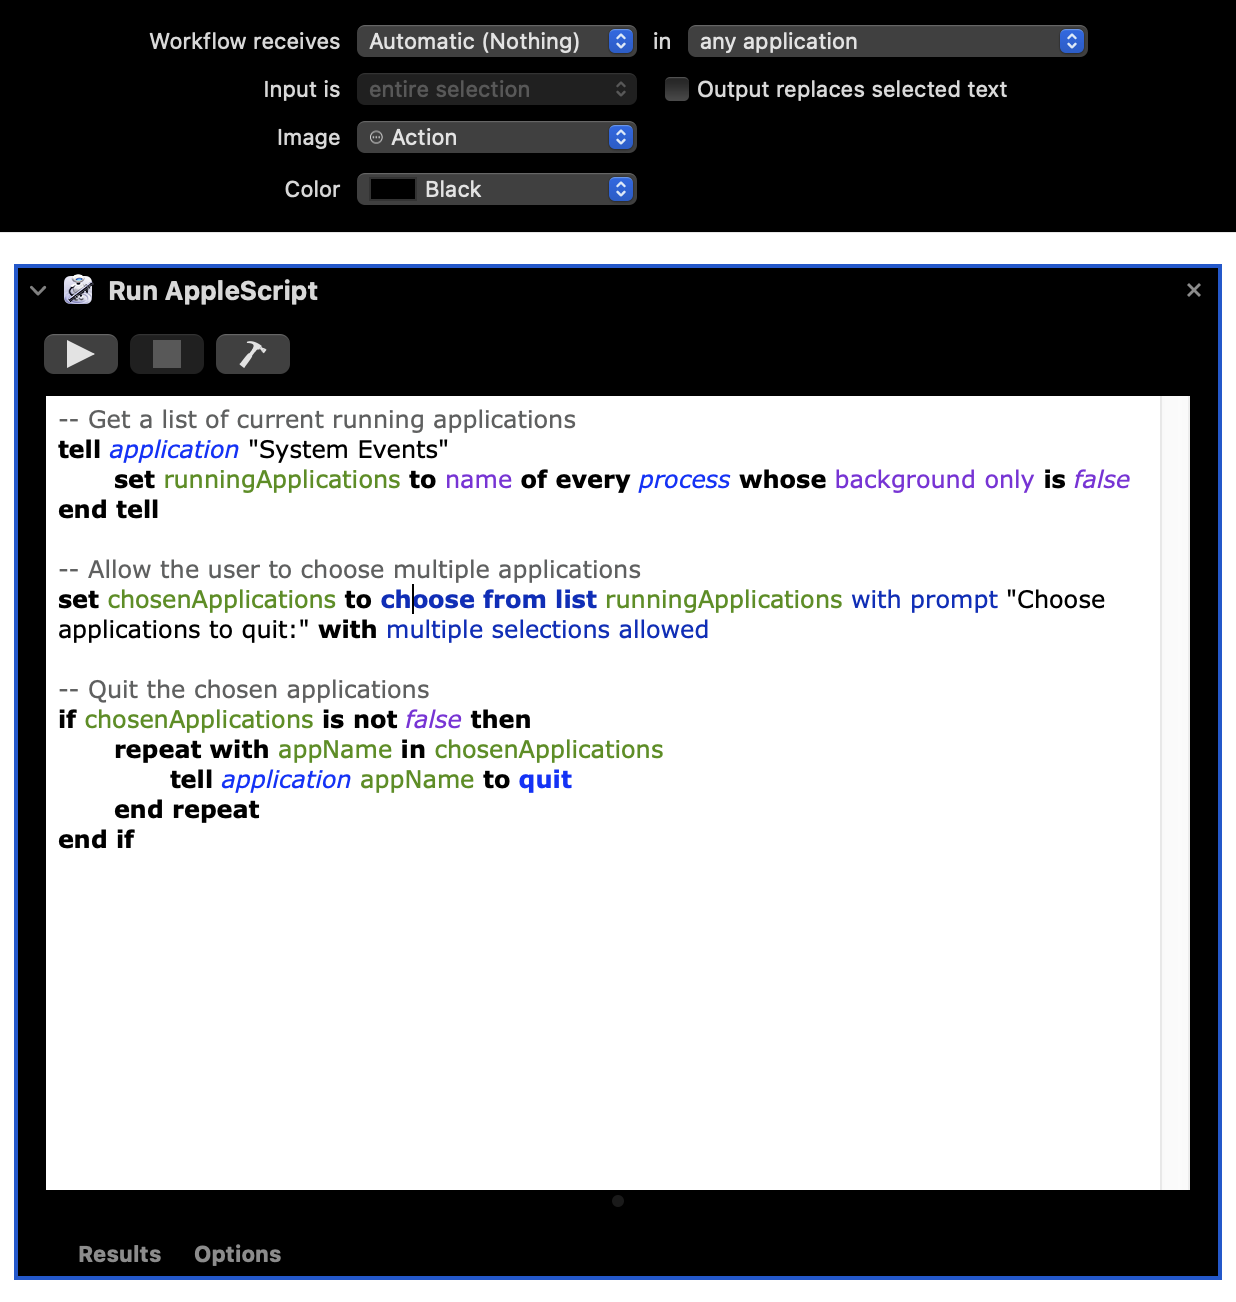 Workflow receives Automatic (Nothing) in any application
Input is entire selection Output replaces selected text
Image Action
Color Black
Run AppleScript
-- Get a list of current running applications
tell application "System Events"
set runningApplications to name of every process whose background only is false
end tell
-- Allow the user to choose multiple applications
set chosenApplications to choose from list runningApplications with prompt "Choose
applications to quit:" with multiple selections allowed
-- Quit the chosen applications
if chosenApplications is not false then
repeat with appName in chosenApplications
tell application appName to quit
end repeat
end if
Results Options